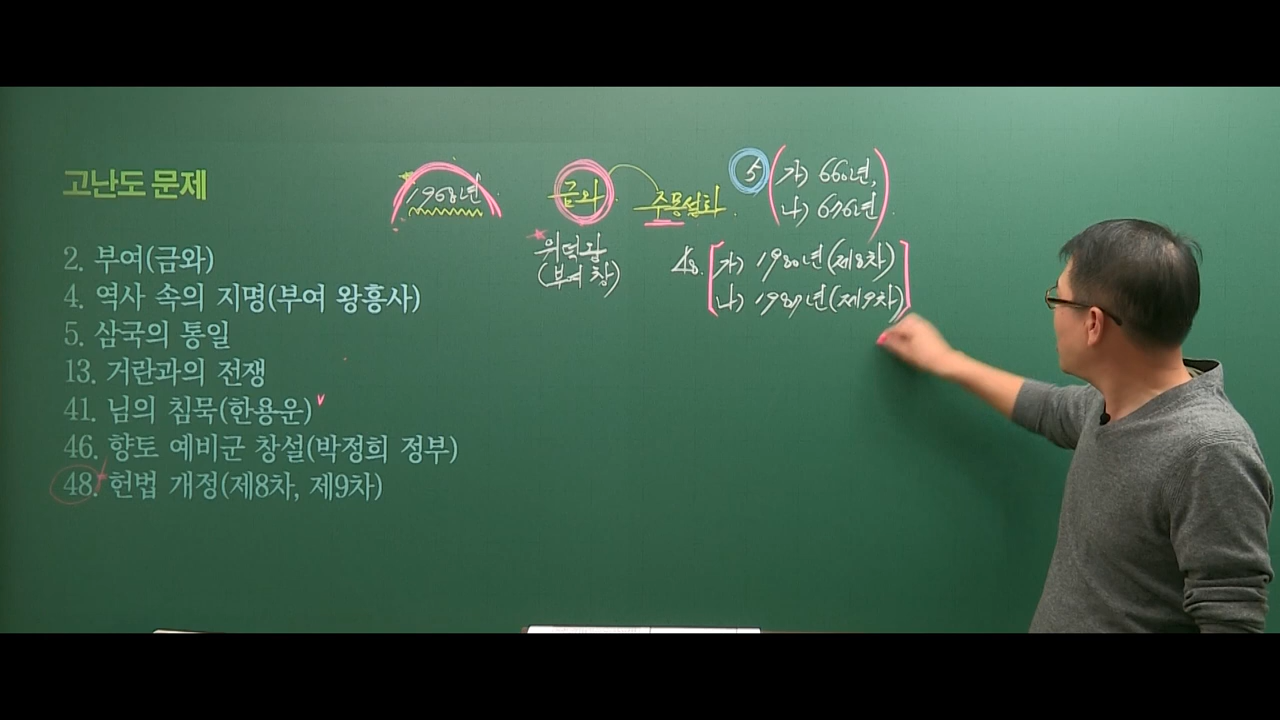 고난도 문제
2. 부여(금와)
4. 역사 속의 지명(부여 왕흥사)
5. 삼국의 통일
13. 거란과의 전쟁
41. 님의 침묵(한용운)
46. 향토 예비군 창설(박정희 정부)
48. 헌법 개정(제8차, 제9차)
1968년
금와
주몽설화
위덕왕
(부여 창)
5 가) 660년,
나) 676년
48. 가) 1980년(제8차)
나) 1987년(제9차)